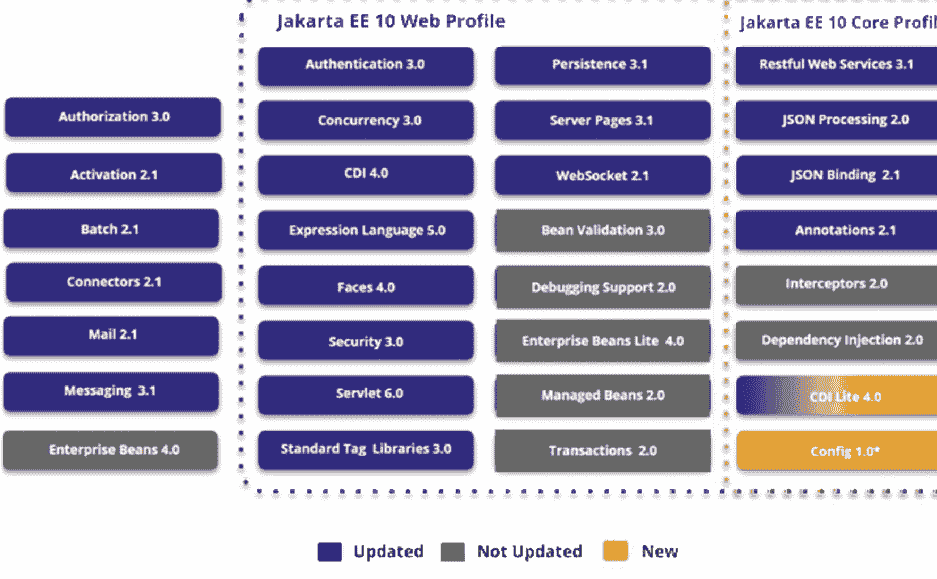 Jakarta EE 10 Web Profile
Jakarta EE 10 Core Profil
Authorization 3.0
Activation 2.1
Batch 2.1
Connectors 2.1
Mail 2.1
Messaging 3.1
Enterprise Beans 4.0
Authentication 3.0
Concurrency 3.0
CDI 4.0
Expression Language 5.0
Faces 4.0
Security 3.0
Servlet 6.0
Standard Tag Libraries 3.0
Persistence 3.1
Server Pages 3.1
WebSocket 2.1
Bean Validation 3.0
Debugging Support 2.0
Enterprise Beans Lite 4.0
Managed Beans 2.0
Transactions 2.0
Restful Web Services 3.1
JSON Processing 2.0
JSON Binding 2.1
Annotations 2.1
Interceptors 2.0
Dependency Injection 2.0
CDI Lite 4.0
Config 1.0*
Updated
Not Updated
New